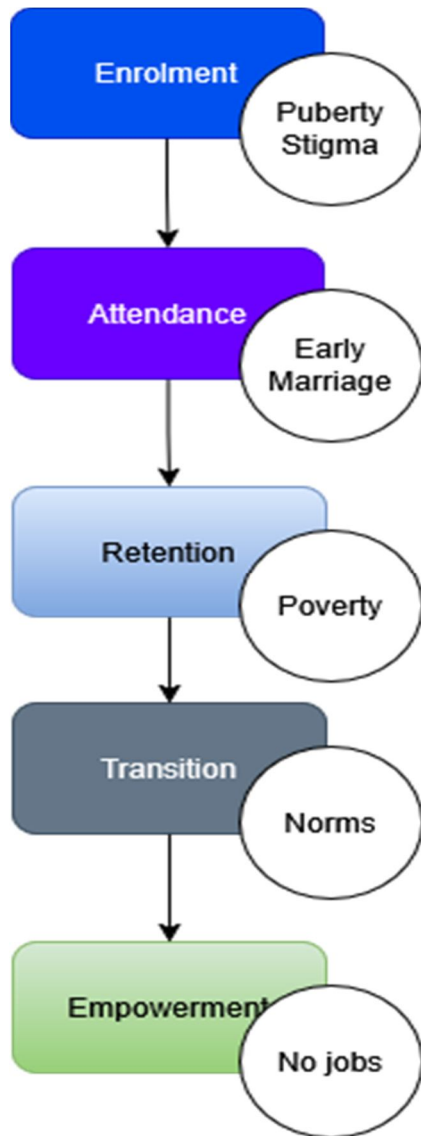 Enrolment
Puberty
Stigma
Attendance
Early
Marriage
Retention
Poverty
Transition
Norms
Empowerment
No jobs